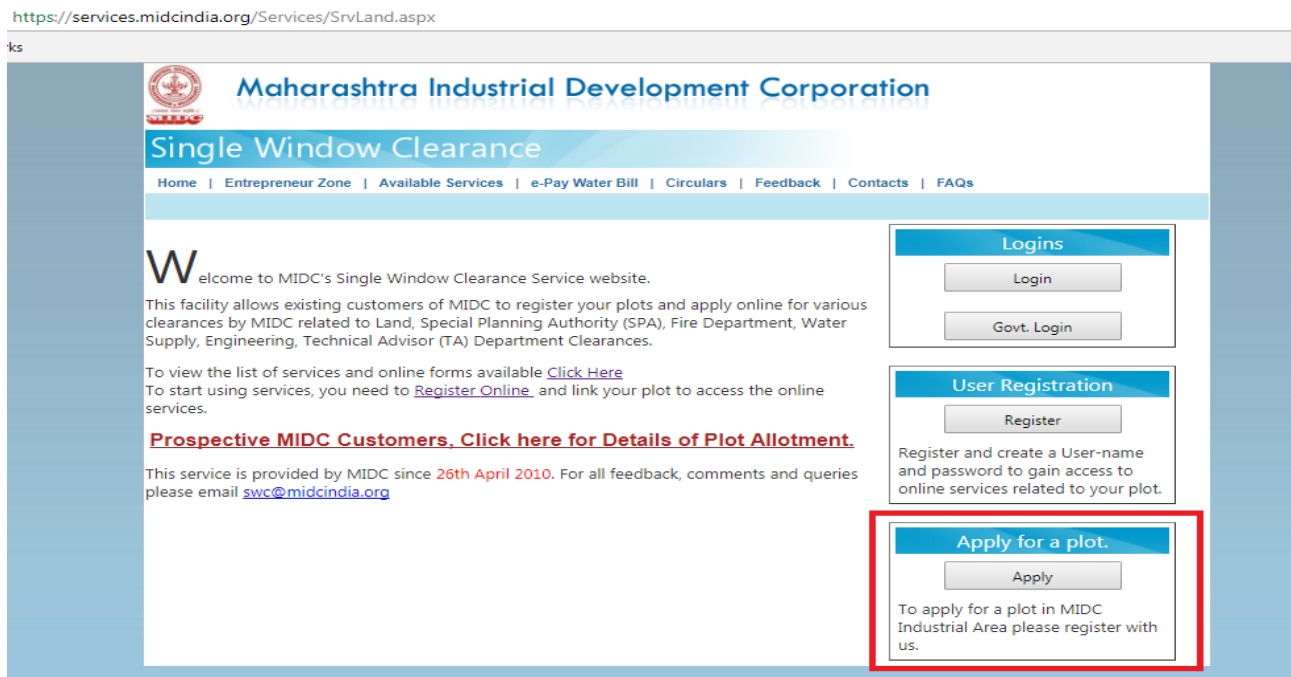 https://services.midcindia.org/Services/SrvLand.aspx
rks
MIDC
Maharashtra Industrial Development Corporation
Single Window Clearance
Home | Entrepreneur Zone | Available Services | e-Pay Water Bill | Circulars | Feedback | Contacts | FAQs
Welcome to MIDC's Single Window Clearance Service website.
This facility allows existing customers of MIDC to register your plots and apply online for various
clearances by MIDC related to Land, Special Planning Authority (SPA), Fire Department, Water
Supply, Engineering, Technical Advisor (TA) Department Clearances.
To view the list of services and online forms available Click Here
To start using services, you need to Register Online and link your plot to access the online
services.
Prospective MIDC Customers, Click here for Details of Plot Allotment.
This service is provided by MIDC since 26th April 2010. For all feedback, comments and queries
please email swc@midcindia.org
Logins
Login
Govt. Login
User Registration
Register
Register and create a User-name
and password to gain access to
online services related to your plot.
Apply for a plot.
Apply
To apply for a plot in MIDC
Industrial Area please register with
us.